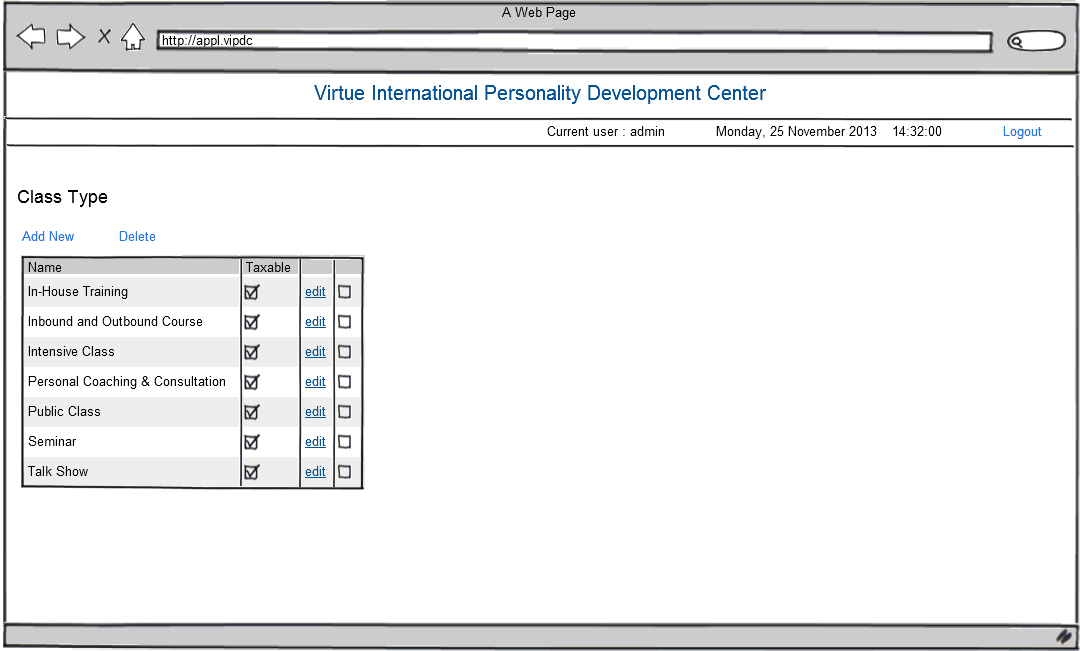 A Web Page
http://appl.vipdc
Virtue International Personality Development Center
Current user : admin Monday, 25 November 2013 14:32:00 Logout
Class Type
Add New Delete
Name Taxable
In-House Training edit
Inbound and Outbound Course edit
Intensive Class edit
Personal Coaching & Consultation edit
Public Class edit
Seminar edit
Talk Show edit